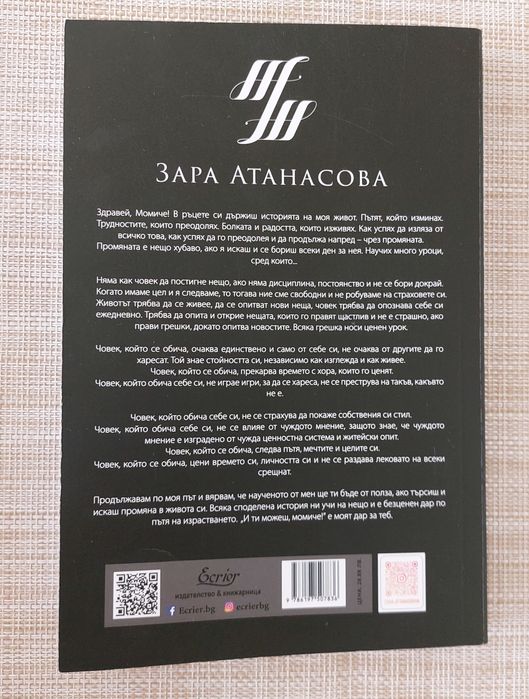 ЗАРА АТАНАСОВА
Здравей, Момиче! В ръцете си държиш историята на моя живот. Пътят, който изминах.
Трудностите, които преодолях. Болката и радостта, които изживях. Как успях да изляза от
всичко това, как успях да го преодолея и да продължа напред – чрез промяната.
Промяната е нещо хубаво, ако я искаш и се бориш всеки ден за нея. Научих много уроци,
сред които...
Няма как човек да постигне нещо, ако няма дисциплина, постоянство и не се бори докрай.
Когато имаме цел и я следваме, то тогава ние сме свободни и не робуваме на страховете си.
Животът трябва да се живее, да се опитват нови неща, човек трябва да опознава себе си
ежедневно. Трябва да опита и открие нещата, които го правят щастлив и не е страшно, ако
прави грешки, докато опитва новостите. Всяка грешка носи ценен урок.
Човек, който се обича, очаква единствено и само от себе си, не очаква от другите да го
харесат. Той знае стойността си, независимо как изглежда и как живее.
Човек, който се обича, прекарва времето с хора, които го ценят.
Човек, който обича себе си, не играе игри, за да се хареса, не се преструва на такъв, какъвто
не е.
Човек, който обича себе си, не се страхува да покаже собствения си стил.
Човек, който обича себе си, не се влияе от чуждото мнение, защото знае, че чуждото
мнение е изградено от чужда ценностна система и житейски опит.
Човек, който се обича, следва пътя, мечтите и целите си.
Човек, който се обича, цени времето си, личността си и не се раздава лековато на всеки
срещнат.
Продължавам по моя път и вярвам, че наученото от мен ще ти бъде от полза, ако търсиш и
искаш промяна в живота си. Всяка споделена история ни учи на нещо и е безценен дар по
пътя на израстването. „И ти можеш, момиче!" е моят дар за теб.
Ecrier
издателство & книжарница
Ecrier.bg ecrierbg
9 786197 507836